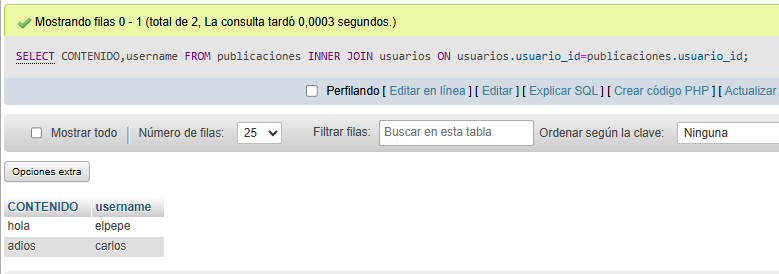 Mostrando filas 0 - 1 (total de 2, La consulta tardó 0,0003 segundos.)
SELECT CONTENIDO,username FROM publicaciones INNER JOIN usuarios ON usuarios.usuario_id=publicaciones.usuario_id;
Perfilando [ Editar en línea ] [ Editar ] [ Explicar SQL ] [ Crear código PHP ] [ Actualizar
Mostrar todo | Número de filas: 25 Filtrar filas: Buscar en esta tabla Ordenar según la clave: Ninguna
Opciones extra
CONTENIDO username
hola elpepe
adios carlos